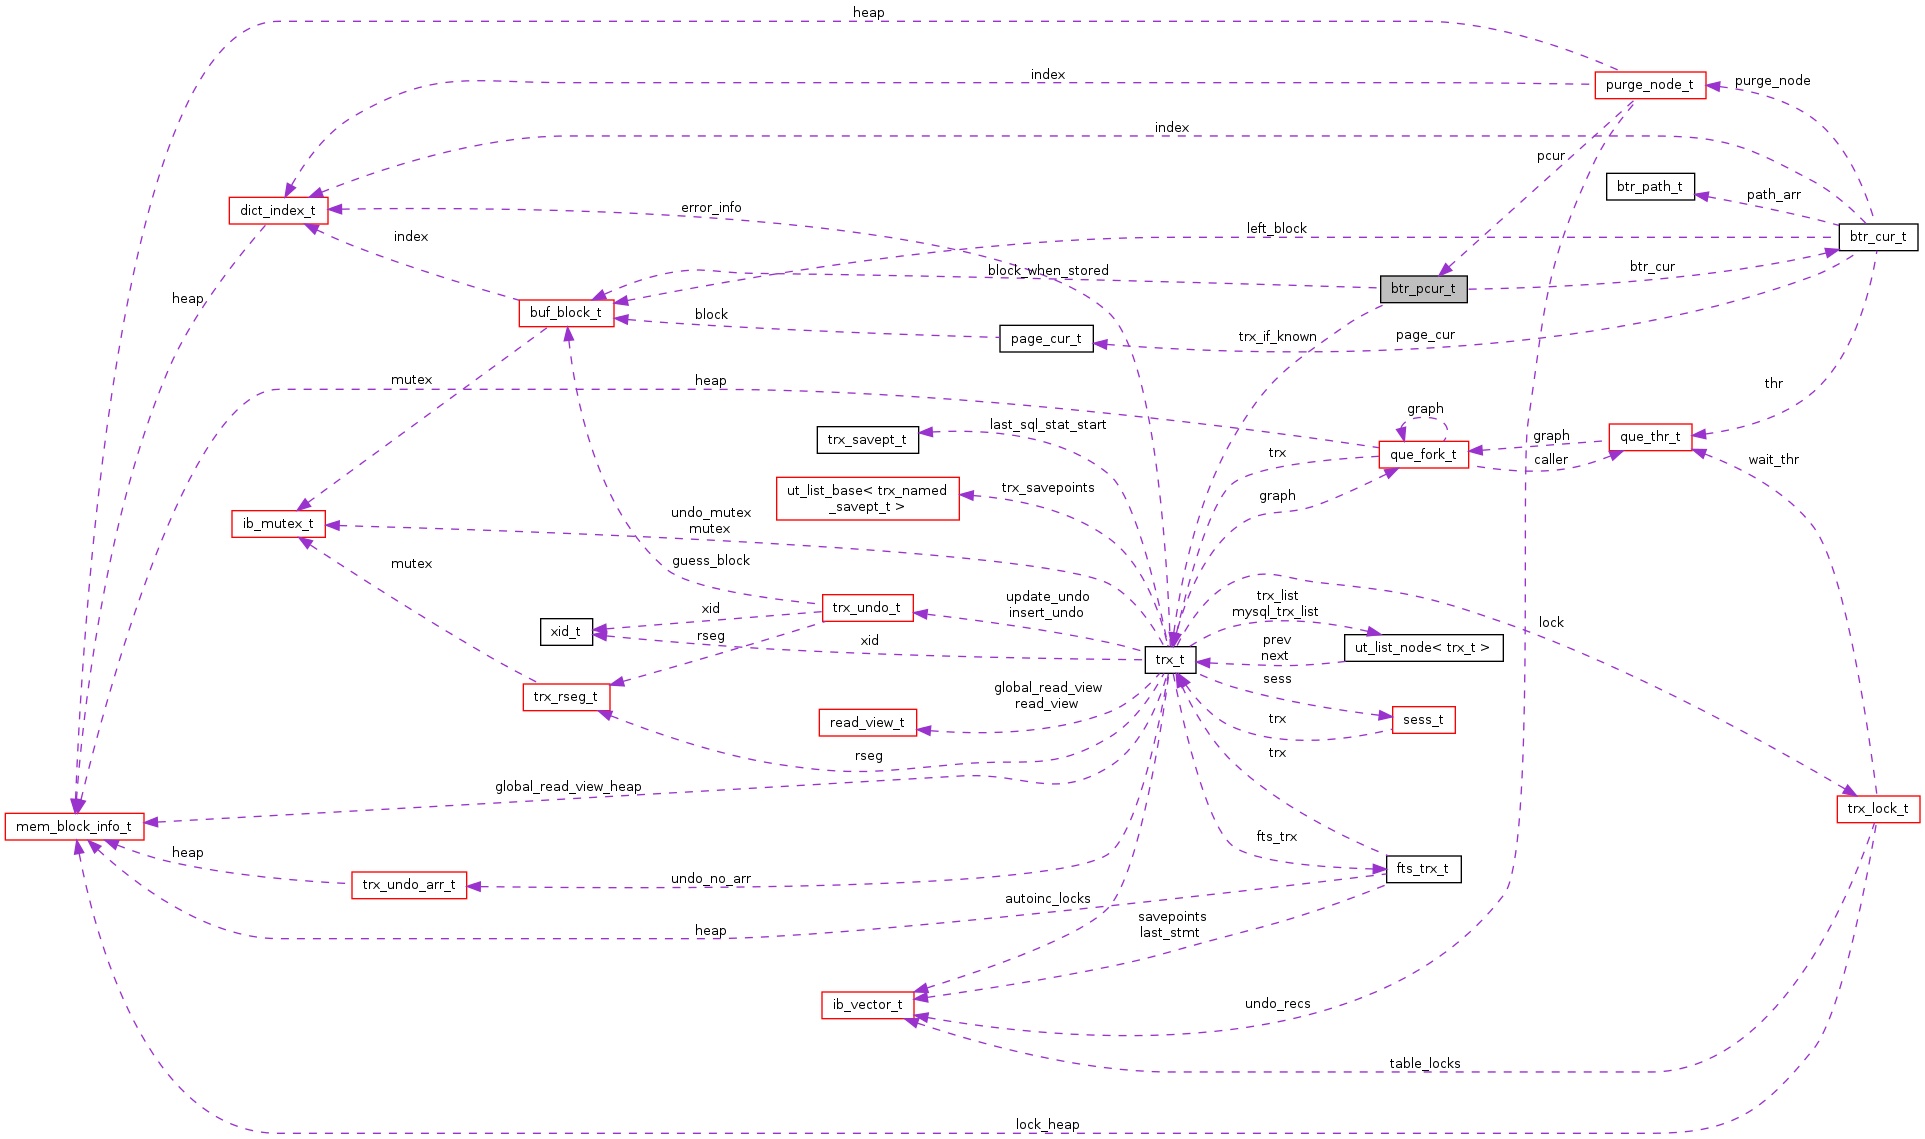 heap
index
purge_node_t
purge_node
index
pcur
btr_path_t
path_arr
dict_index_t
error_info
index
left_block
btr_cur_t
block_when_stored
btr_cur
btr_pcur_t
heap
buf_block_t
block
page_cur_t
trx_if_known
page_cur
mutex
heap
thr
graph
trx_savept_t
last_sql_stat_start
trx
que_fork_t
graph
caller
que_thr_t
wait_thr
ut_list_base< trx_named
_savept_t >
trx_savepoints
graph
ib_mutex_t
undo_mutex
mutex
mutex
guess_block
trx_undo_t
update_undo
insert_undo
trx_list
mysql_trx_list
lock
xid_t
xid
rseg
xid
trx_t
prev
next
ut_list_node< trx_t >
trx_rseg_t
read_view_t
global_read_view
read_view
sess
sess_t
trx
trx
rseg
global_read_view_heap
mem_block_info_t
trx_lock_t
heap
trx_undo_arr_t
undo_no_arr
fts_trx
fts_trx_t
autoinc_locks
heap
savepoints
last_stmt
ib_vector_t
undo_recs
table_locks
lock_heap